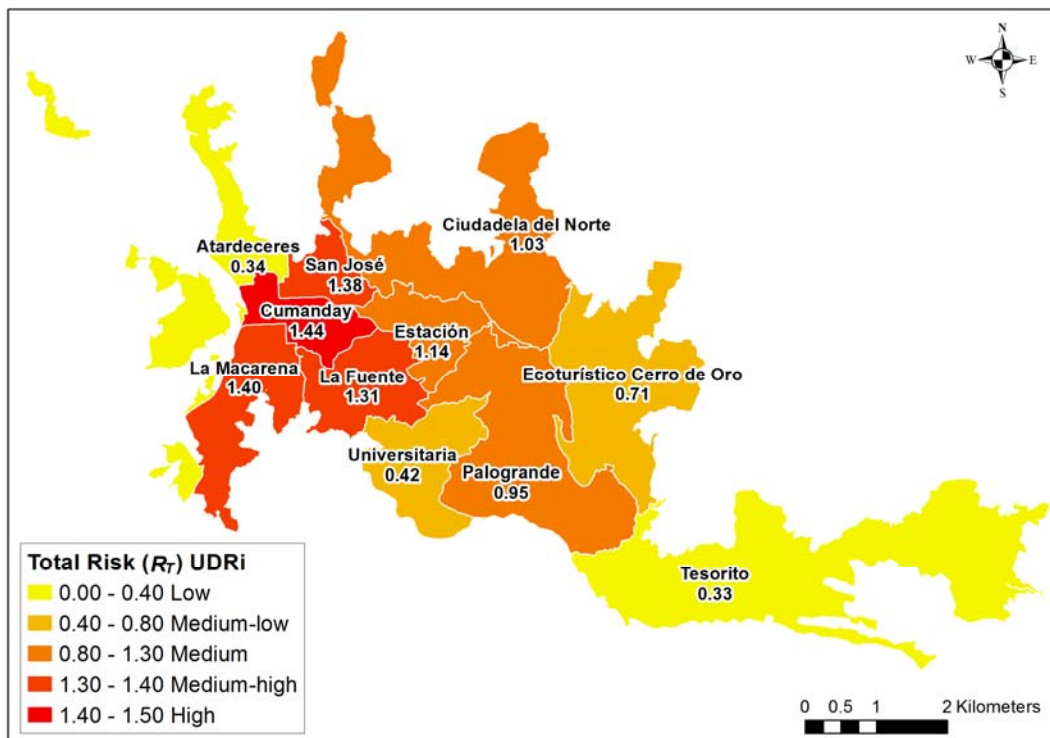 N
W E
S
Ciudadela del Norte
1.03
Atardeceres
0.34
San José
1.38
Cumanday
1.44
Estación
1.14
La Macarena
1.40
La Fuente
1.31
Ecoturístico Cerro de Oro
0.71
Universitaria
0.42
Palogrande
0.95
Tesorito
0.33
Total Risk (RT) UDRi
0.00 - 0.40 Low
0.40 - 0.80 Medium-low
0.80 - 1.30 Medium
1.30 - 1.40 Medium-high
1.40 - 1.50 High
0 0.5 1 2 Kilometers